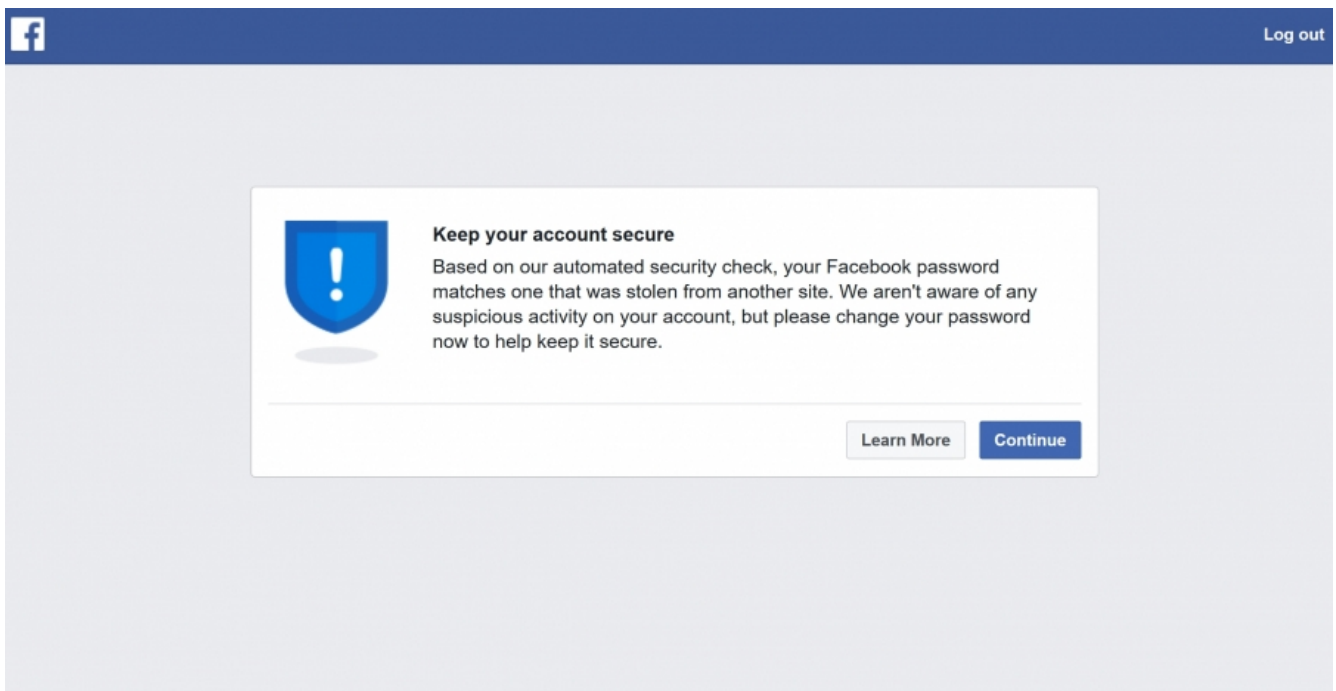 Log out
Keep your account secure
Based on our automated security check, your Facebook password
matches one that was stolen from another site. We aren't aware of any
suspicious activity on your account, but please change your password
now to help keep it secure.
Learn More
Continue